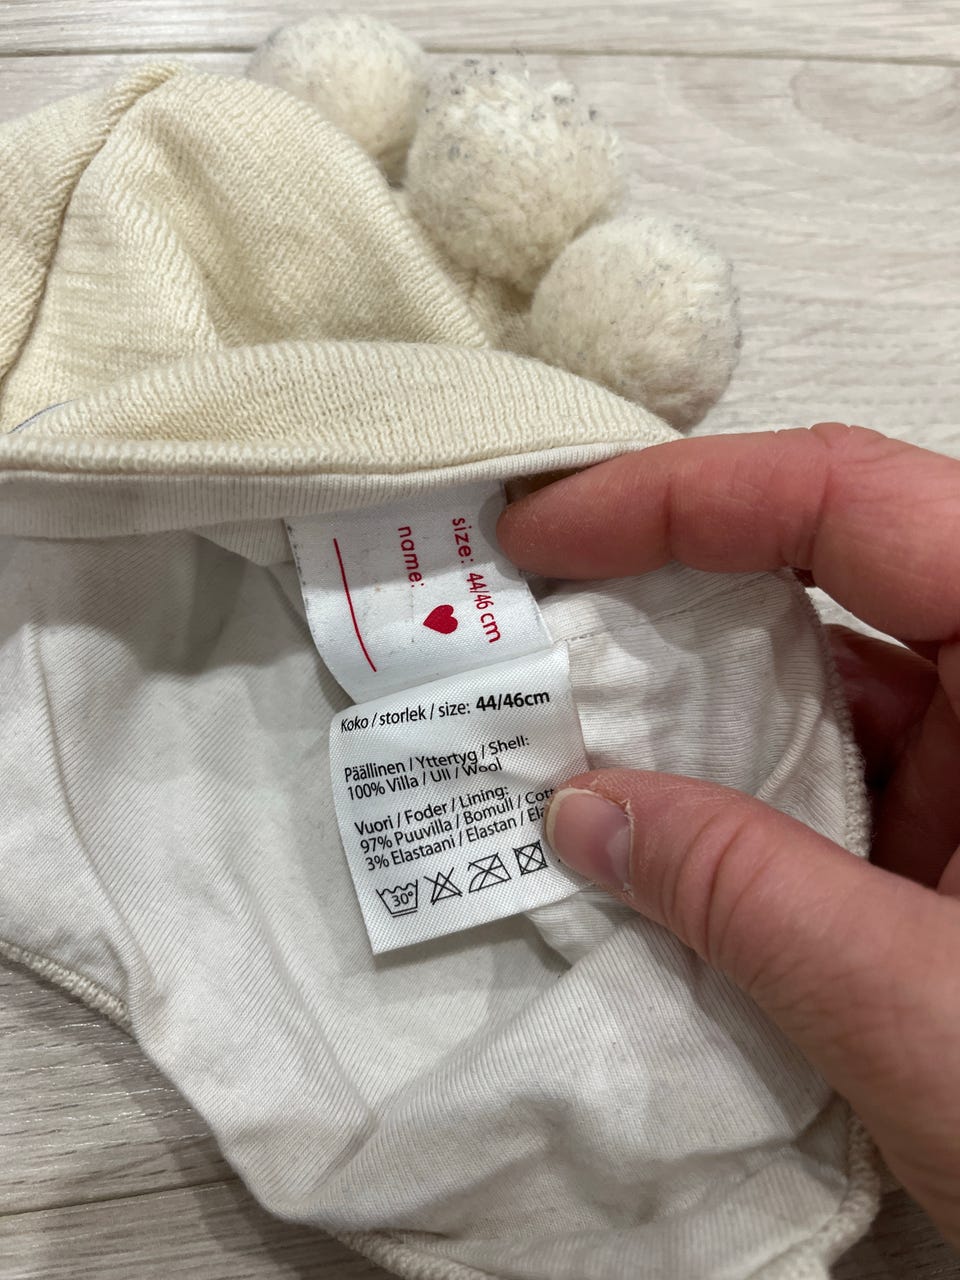 size: 44/46 cm
name:
Koko / storlek / size: 44/46cm
Päällinen / Yttertyg / Shell:
100% Villa / Ull / Wool
Vuori / Foder / Lining:
97% Puuvilla / Bomull /
3% Elastaani / Elastan /
30°